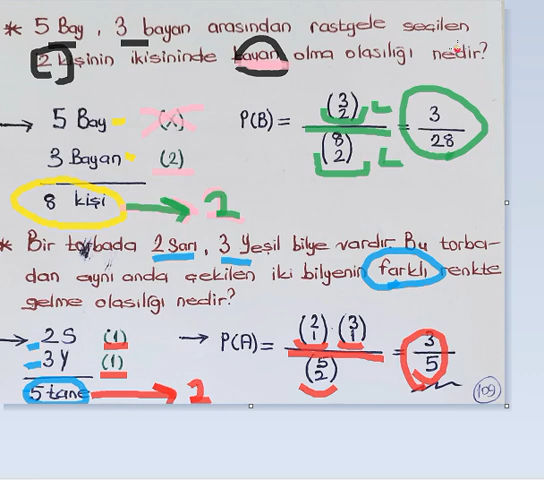 * 5 Bay, 3 bayan arasından rastgele seçilen
2 kişinin ikisininde bayan olma olasılığı nedir?
→ 5 Bay (x) P(B) = (3 2) / (8 2) = 3/28
3 Bayan (2)
8 kişi → 2
* Bir torbada 2 Sarı, 3 Yeşil bilye vardır. Bu torba-
dan aynı anda çekilen iki bilyenin farklı renkte
gelme olasılığı nedir?
→ 2S (1) → P(A) = (2 1) . (3 1) / (5 2) = 3/5
3Y (1)
5 tane → 2
109